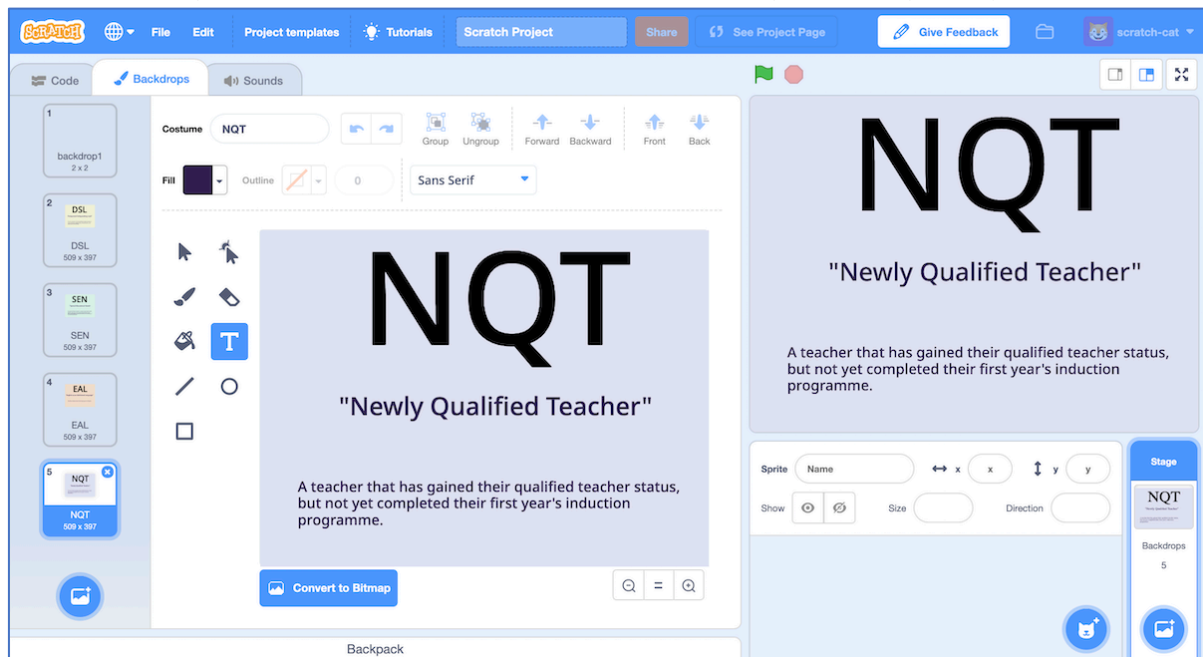 SCRATCH
File
Edit
Project templates
Tutorials
Scratch Project
Share
See Project Page
Give Feedback
scratch-cat
Code
Backdrops
Sounds
1
backdrop1
2 x 2
2
DSL
DSL
509 x 397
3
SEN
SEN
509 x 397
4
EAL
EAL
509 x 397
5
NQT
NQT
509 x 397
Costume
NQT
Group
Ungroup
Forward
Backward
Front
Back
Fill
Outline
0
Sans Serif
T
NQT
"Newly Qualified Teacher"
A teacher that has gained their qualified teacher status,
but not yet completed their first year's induction
programme.
Convert to Bitmap
=
Backpack
NQT
"Newly Qualified Teacher"
A teacher that has gained their qualified teacher status,
but not yet completed their first year's induction
programme.
Sprite
Name
x
x
y
y
Show
Size
Direction
Stage
NQT
Backdrops
5